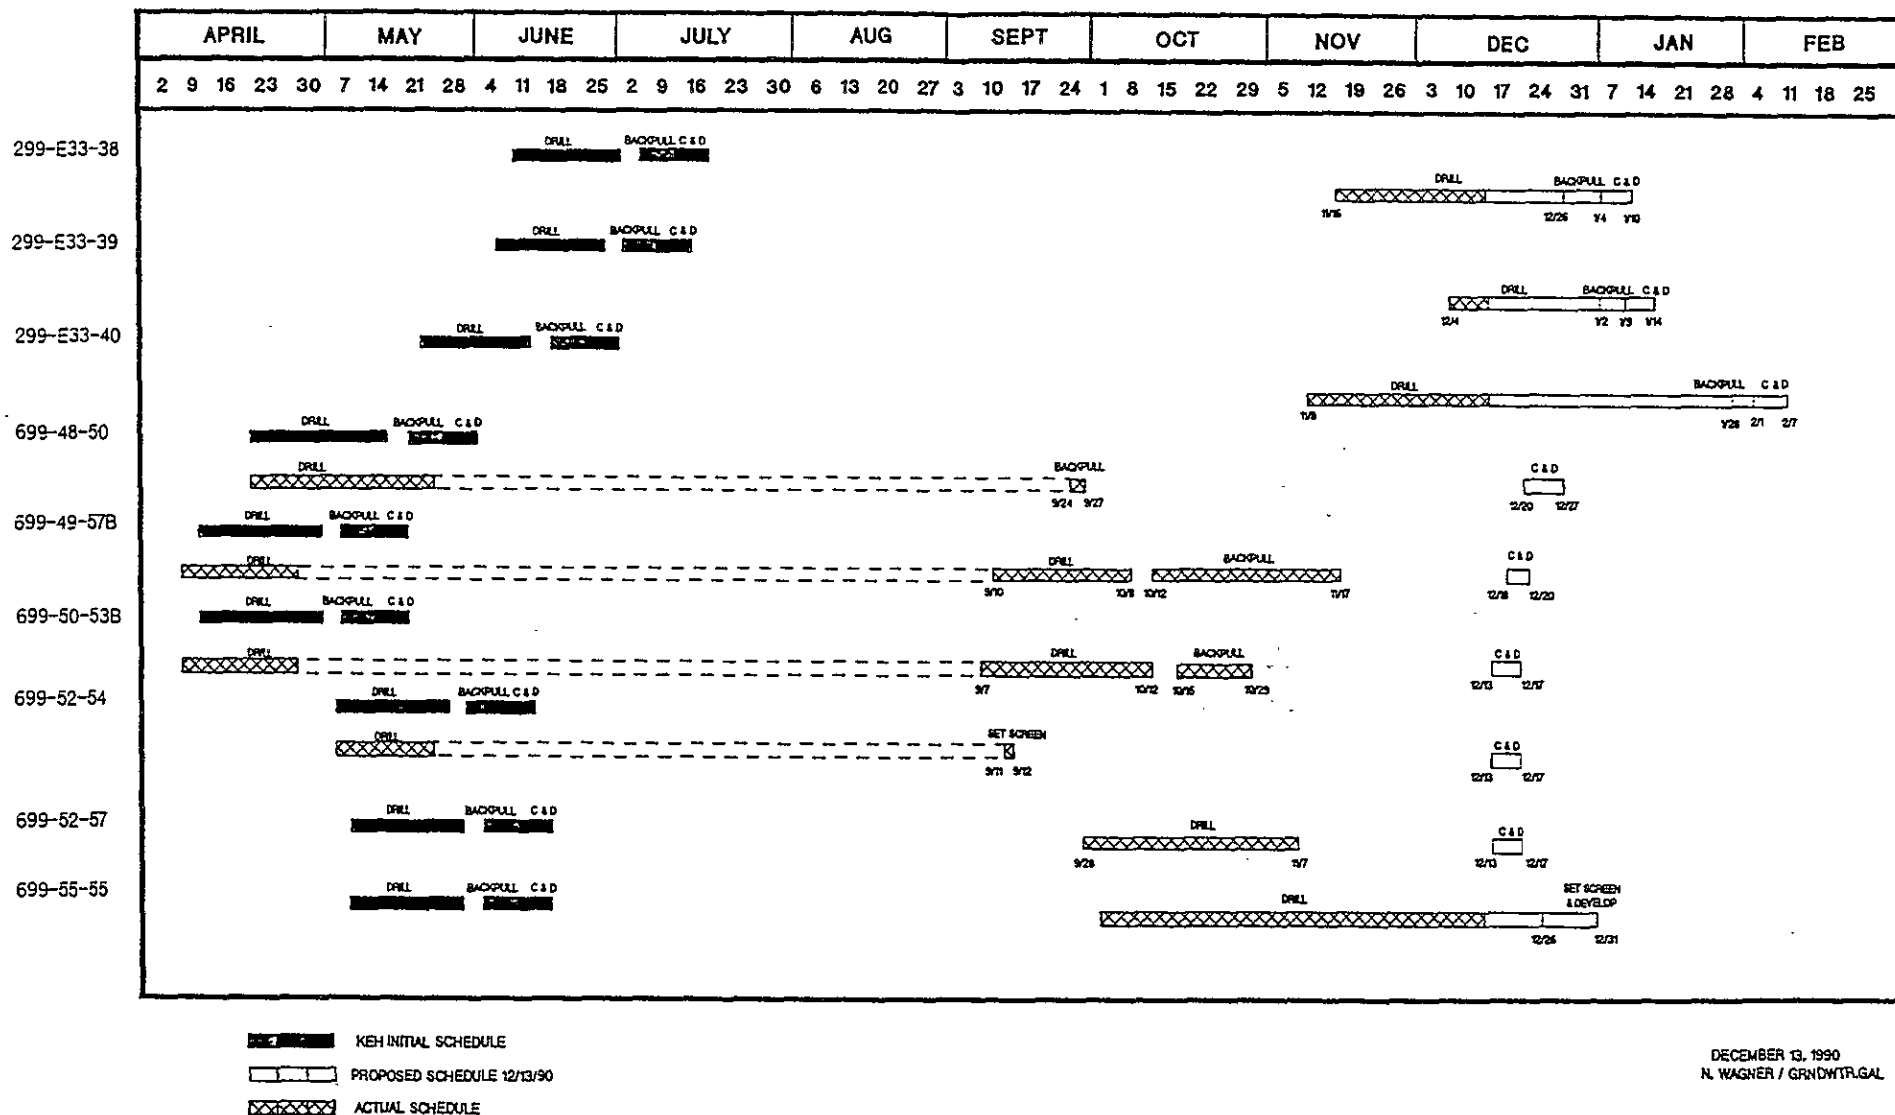 APRIL MAY JUNE JULY AUG SEPT OCT NOV DEC JAN FEB
2 9 16 23 30 7 14 21 28 4 11 18 25 2 9 16 23 30 6 13 20 27 3 10 17 24 1 8 15 22 29 5 12 19 26 3 10 17 24 31 7 14 21 28 4 11 18 25
299-E33-38 DRILL BACKPULL C & D
DRILL BACKPULL C & D
11/15 12/26 1/4 1/10
299-E33-39 DRILL BACKPULL C & D
DRILL BACKPULL C & D
12/4 1/2 1/9 1/14
299-E33-40 DRILL BACKPULL C & D
DRILL BACKPULL C & D
11/8 1/28 2/1 2/7
699-48-50 DRILL BACKPULL C & D
DRILL BACKPULL C & D
9/24 9/27 12/20 12/27
699-49-57B DRILL BACKPULL C & D
DRILL DRILL BACKPULL C & D
9/10 10/8 10/12 11/17 12/18 12/20
699-50-53B DRILL BACKPULL C & D
DRILL DRILL BACKPULL C & D
9/7 10/12 10/15 10/29 12/13 12/17
699-52-54 DRILL BACKPULL C & D
DRILL SET SCREEN C & D
9/11 9/12 12/13 12/17
699-52-57 DRILL BACKPULL C & D
DRILL C & D
9/28 11/7 12/13 12/17
699-55-55 DRILL BACKPULL C & D
DRILL SET SCREEN
& DEVELOP
12/26 12/31
KEH INITIAL SCHEDULE
PROPOSED SCHEDULE 12/13/90
ACTUAL SCHEDULE
DECEMBER 13, 1990
N. WAGNER / GRNDWTR.GAL